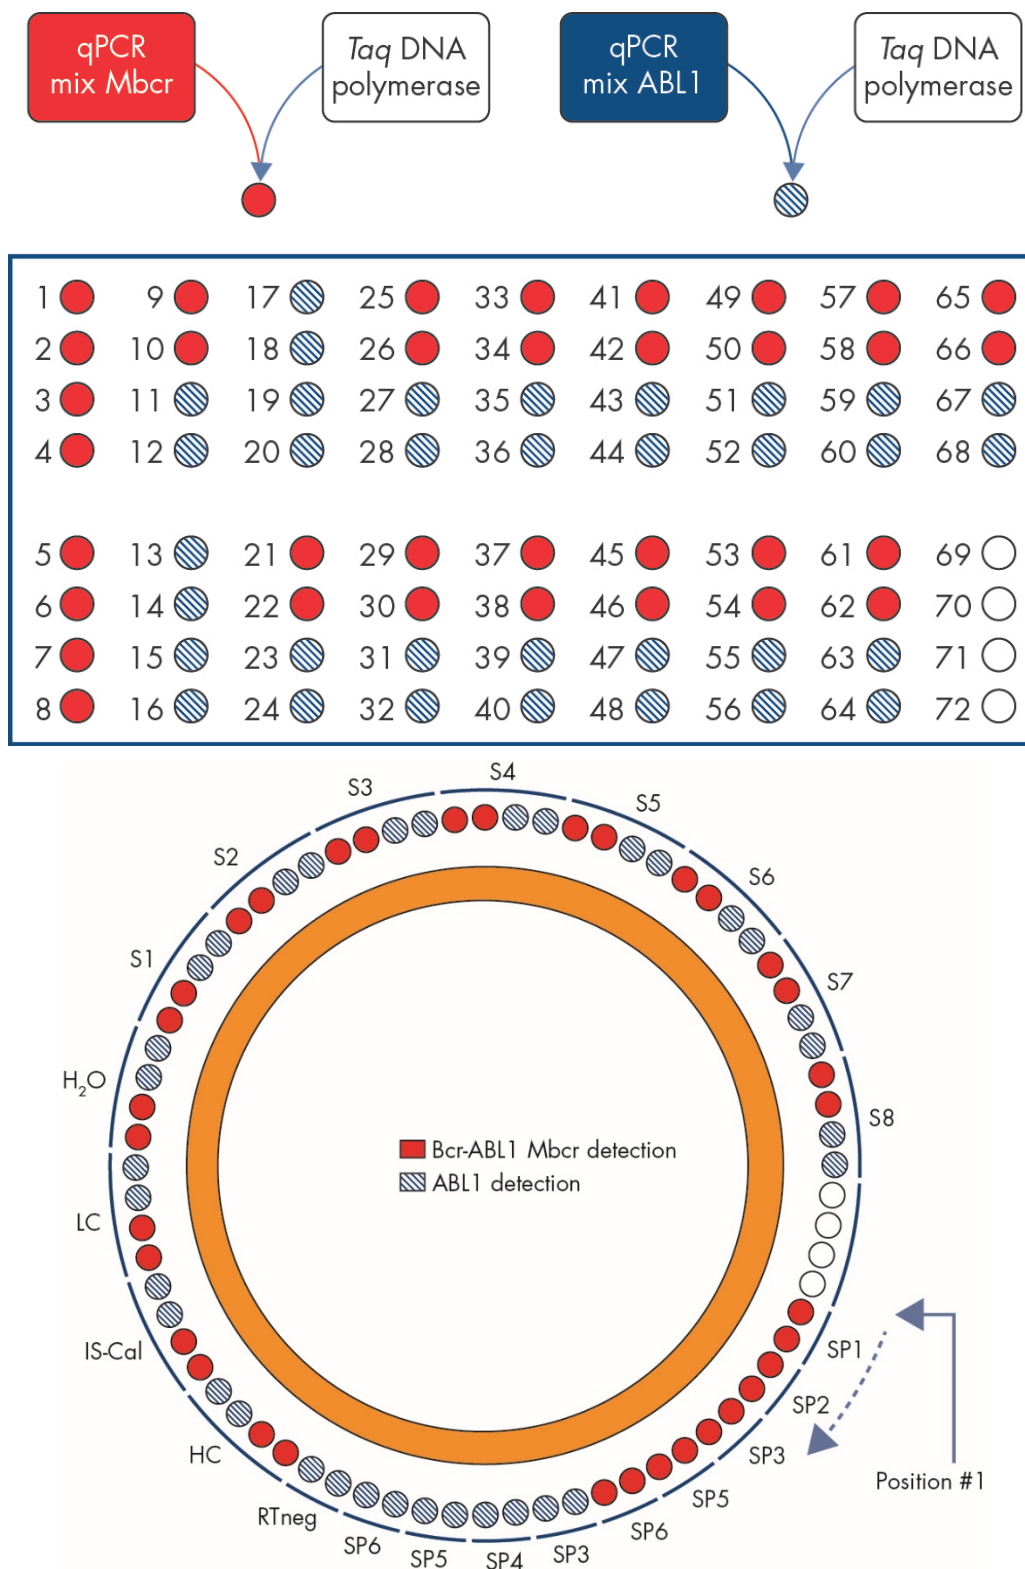 qPCR
mix Mbcr
Taq DNA
polymerase
qPCR
mix ABL1
Taq DNA
polymerase
1 9 17 25 33 41 49 57 65
2 10 18 26 34 42 50 58 66
3 11 19 27 35 43 51 59 67
4 12 20 28 36 44 52 60 68
5 13 21 29 37 45 53 61 69
6 14 22 30 38 46 54 62 70
7 15 23 31 39 47 55 63 71
8 16 24 32 40 48 56 64 72
S4
S3
S5
S2
S6
S1
S7
H2O
S8
Bcr-ABL1 Mbcr detection
ABL1 detection
LC
IS-Cal
SP1
SP2
HC
SP3
Position #1
SP5
RTneg
SP6
SP6
SP5
SP4
SP3